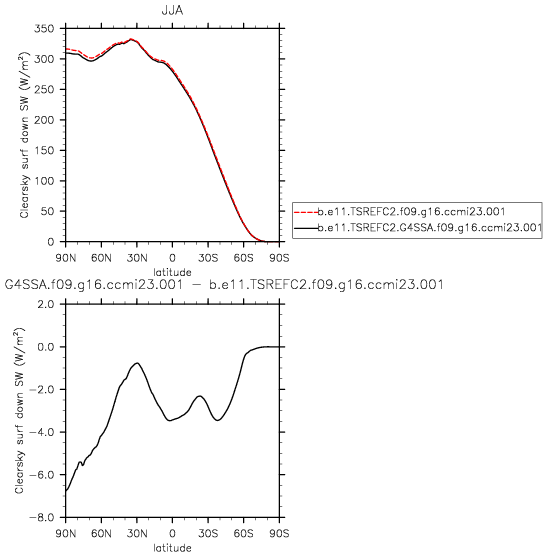 JJA
Clearsky surf down SW (W/m²)
350
300
250
200
150
100
50
0
90N 60N 30N 0 30S 60S 90S
latitude
b.e11.TSREFC2.f09.g16.ccmi23.001
b.e11.TSREFC2.G4SSA.f09.g16.ccmi23.001
G4SSA.f09.g16.ccmi23.001 − b.e11.TSREFC2.f09.g16.ccmi23.001
Clearsky surf down SW (W/m²)
2.0
0.0
−2.0
−4.0
−6.0
−8.0
90N 60N 30N 0 30S 60S 90S
latitude